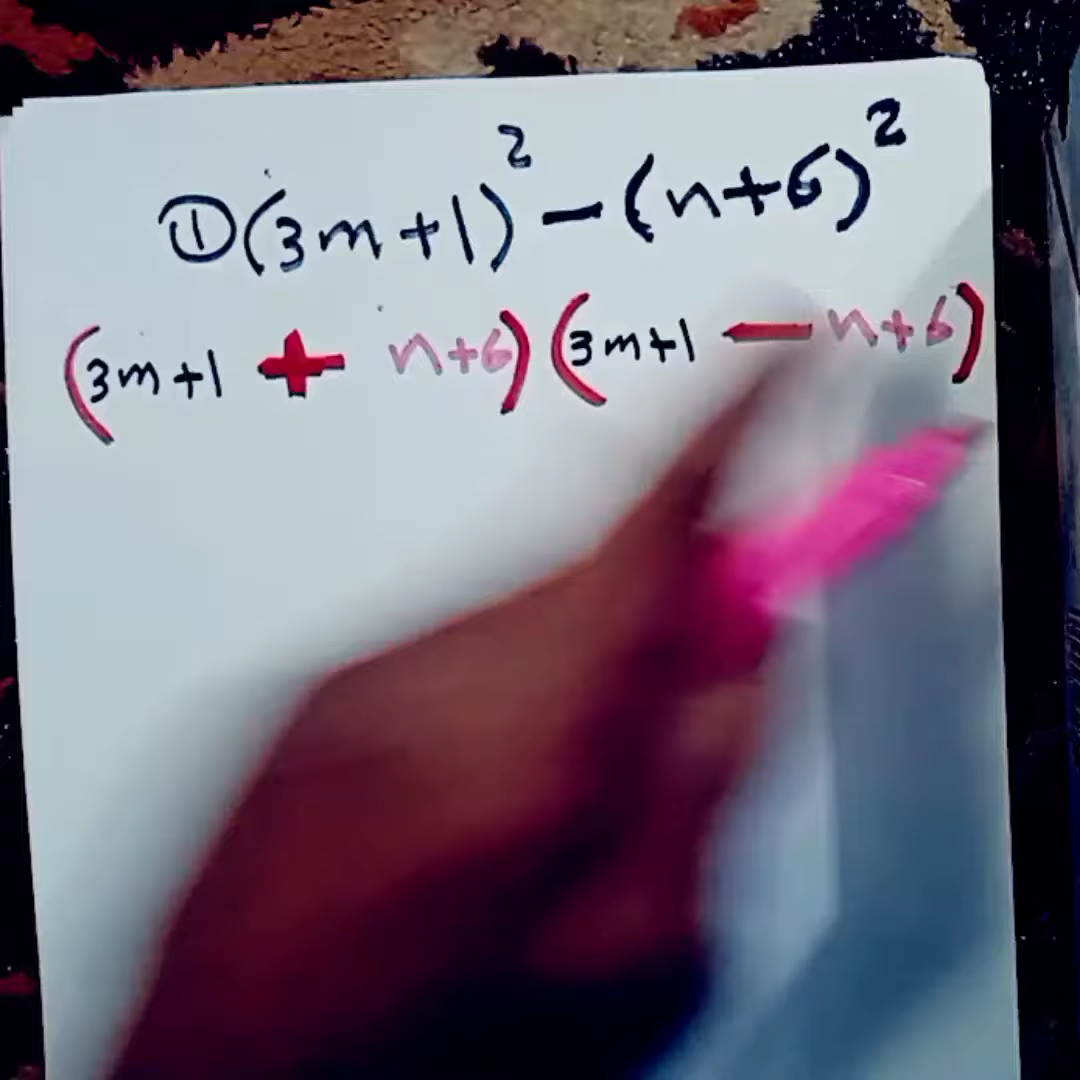 ①(3m+1)² − (n+6)²
(3m+1 + n+6)(3m+1 − n+6)